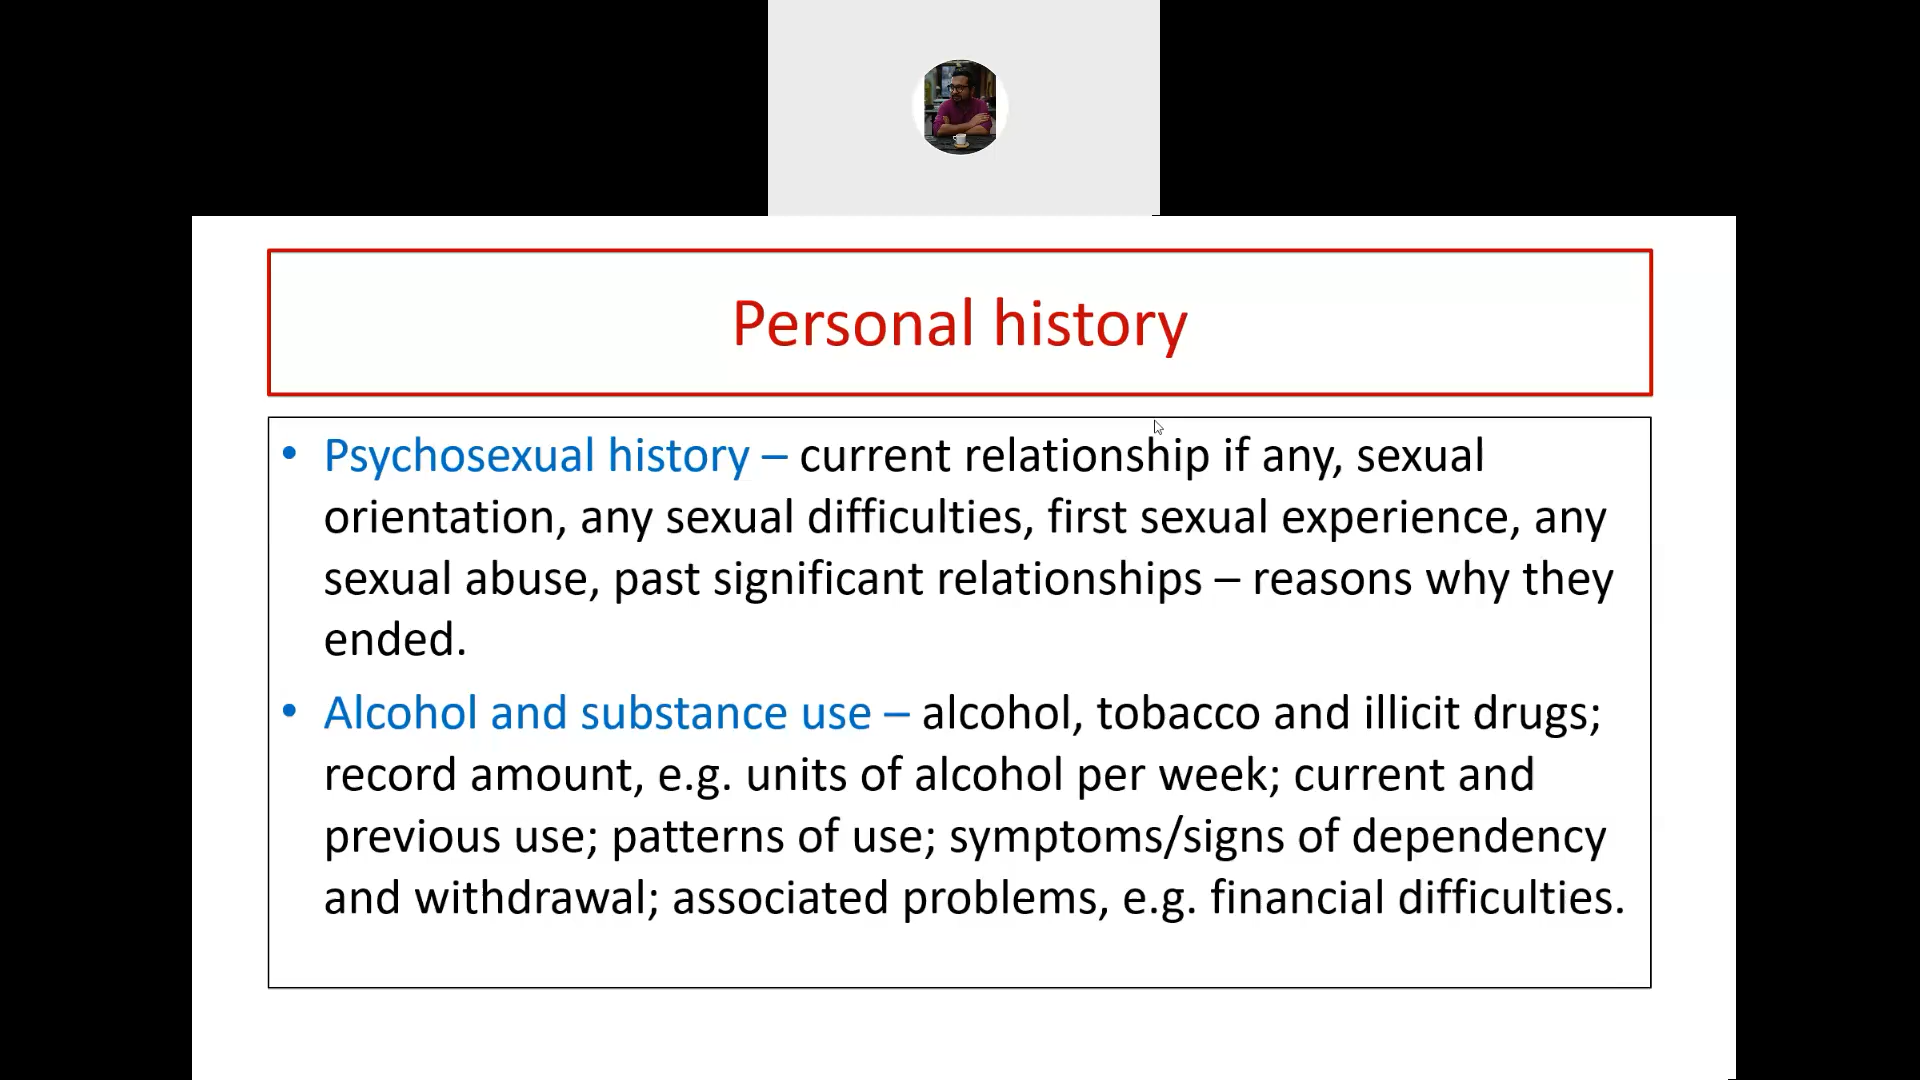 Personal history
• Psychosexual history – current relationship if any, sexual
orientation, any sexual difficulties, first sexual experience, any
sexual abuse, past significant relationships – reasons why they
ended.
• Alcohol and substance use – alcohol, tobacco and illicit drugs;
record amount, e.g. units of alcohol per week; current and
previous use; patterns of use; symptoms/signs of dependency
and withdrawal; associated problems, e.g. financial difficulties.